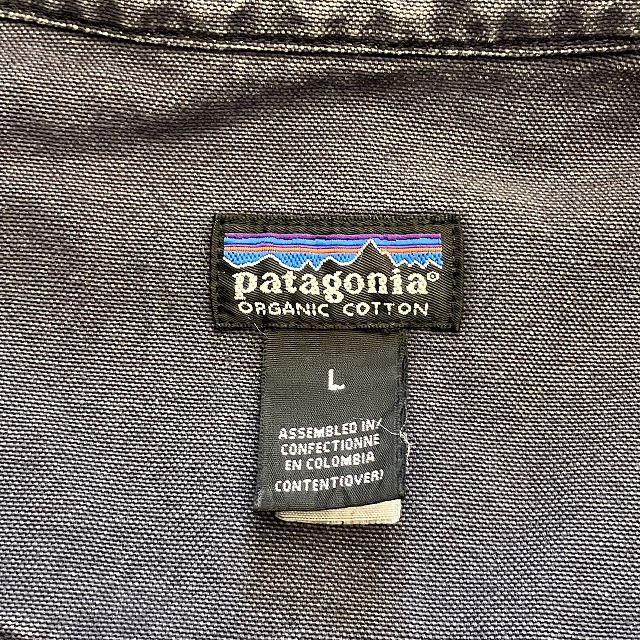 patagonia®
ORGANIC COTTON
L
ASSEMBLED IN/
CONFECTIONNE
EN COLOMBIA
CONTENT(OVER)